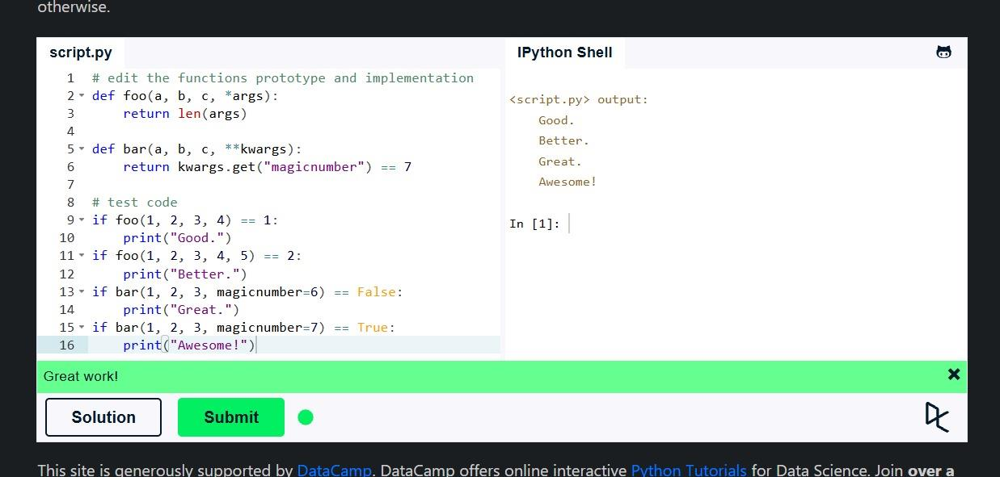 otherwise.
script.py
IPython Shell
1 # edit the functions prototype and implementation
2 def foo(a, b, c, *args):
3     return len(args)
4
5 def bar(a, b, c, **kwargs):
6     return kwargs.get("magicnumber") == 7
7
8 # test code
9 if foo(1, 2, 3, 4) == 1:
10     print("Good.")
11 if foo(1, 2, 3, 4, 5) == 2:
12     print("Better.")
13 if bar(1, 2, 3, magicnumber=6) == False:
14     print("Great.")
15 if bar(1, 2, 3, magicnumber=7) == True:
16     print("Awesome!")
<script.py> output:
    Good.
    Better.
    Great.
    Awesome!
In [1]:
Great work!
Solution
Submit
This site is generously supported by DataCamp. DataCamp offers online interactive Python Tutorials for Data Science. Join over a